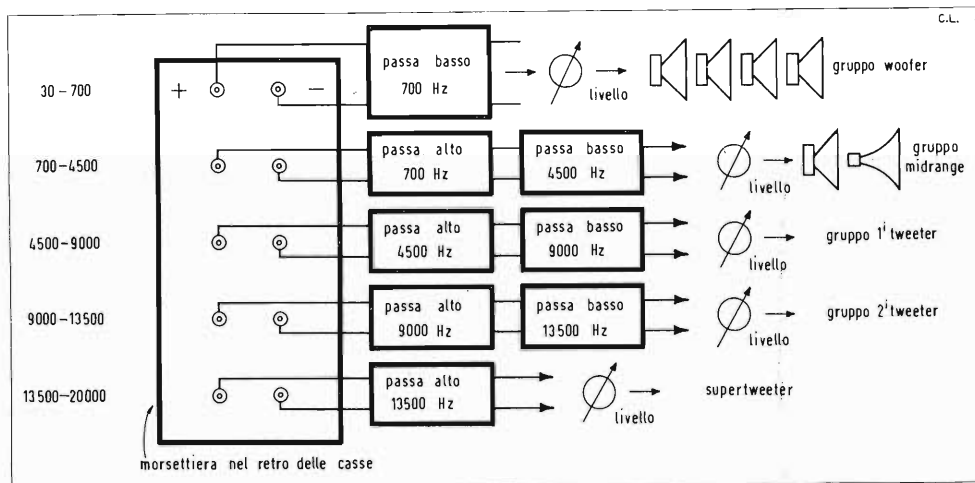 C.L.
30-700
+
-
passa basso
700 Hz
livello
gruppo woofer
700-4500
passa alto
700 Hz
passa basso
4500 Hz
livello
gruppo
midrange
4500-9000
passa alto
4500 Hz
passa basso
9000 Hz
livello
gruppo 1i tweeter
9000-13500
passa alto
9000 Hz
passa basso
13500 Hz
livello
gruppo 2i tweeter
13500-20000
passa alto
13500 Hz
livello
supertweeter
morsettiera nel retro delle casse